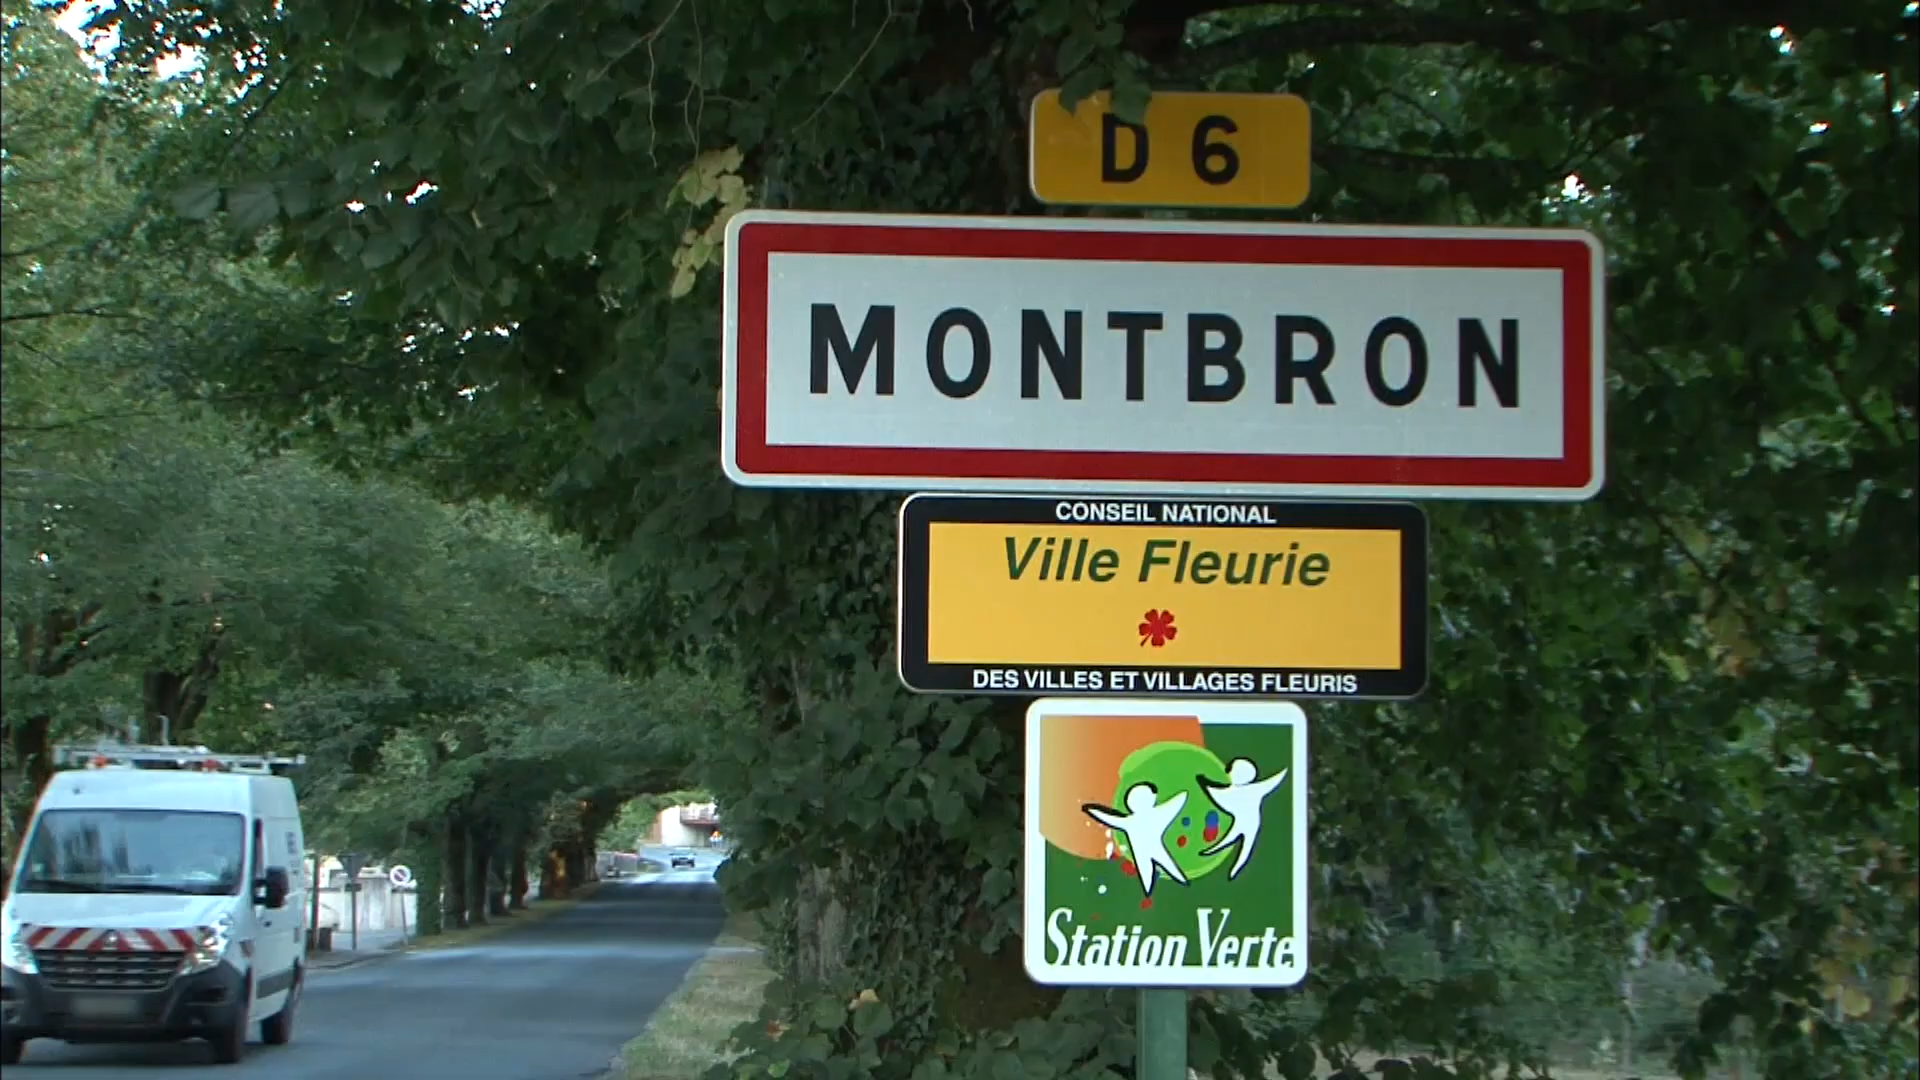 D 6
MONTBRON
CONSEIL NATIONAL
Ville Fleurie
DES VILLES ET VILLAGES FLEURIS
Station Verte